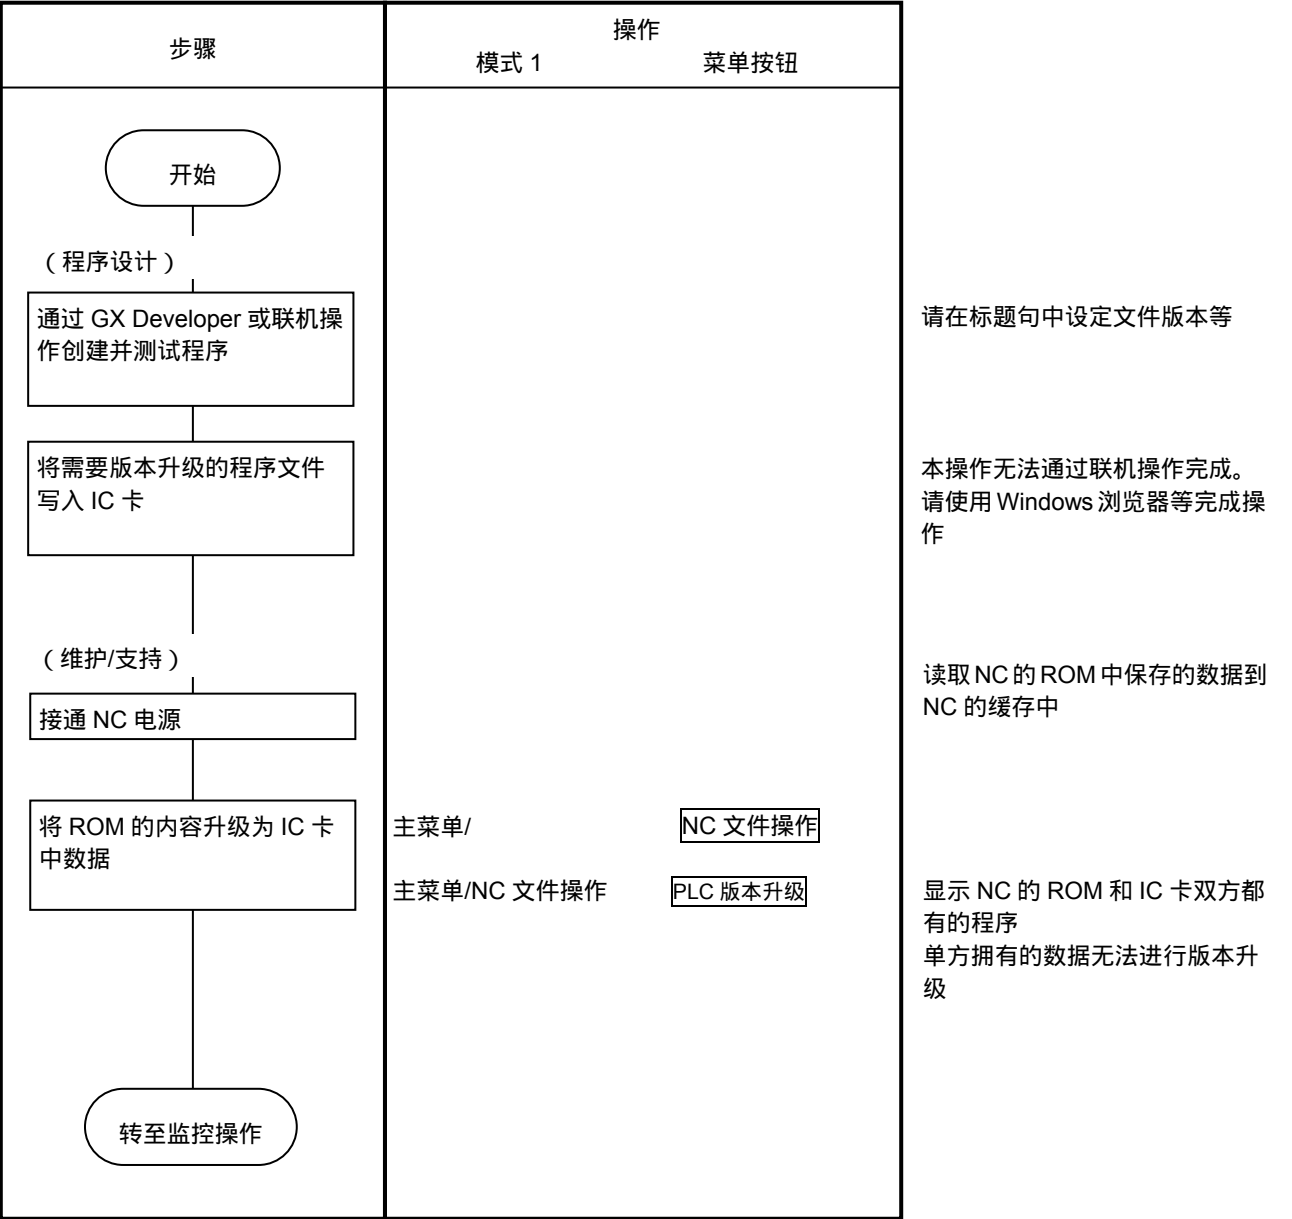 步骤
操作
模式 1 菜单按钮
开始
（程序设计）
通过 GX Developer 或联机操
作创建并测试程序
请在标题句中设定文件版本等
将需要版本升级的程序文件
写入 IC 卡
本操作无法通过联机操作完成。
请使用 Windows 浏览器等完成操
作
（维护/支持）
接通 NC 电源
读取 NC 的 ROM 中保存的数据到
NC 的缓存中
将 ROM 的内容升级为 IC 卡
中数据
主菜单/ NC 文件操作
主菜单/NC 文件操作 PLC 版本升级
显示 NC 的 ROM 和 IC 卡双方都
有的程序
单方拥有的数据无法进行版本升
级
转至监控操作